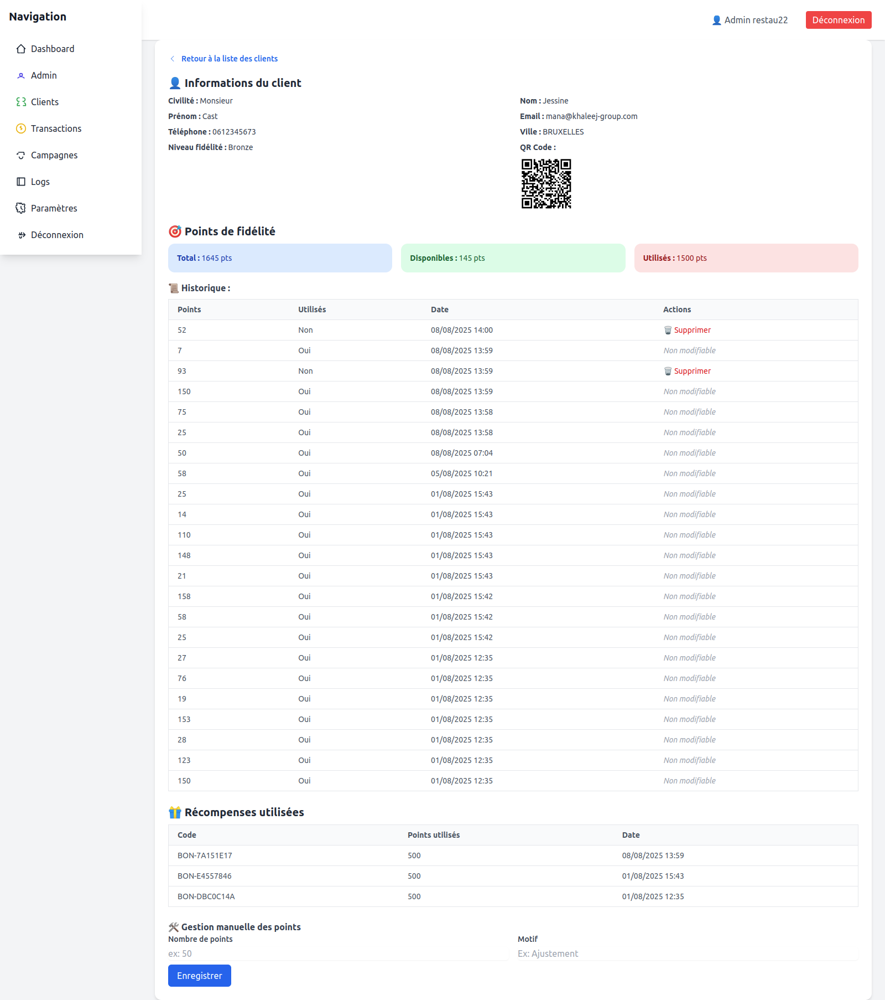 Navigation
Dashboard
Admin
Clients
Transactions
Campagnes
Logs
Paramètres
Déconnexion
Admin restau22
Déconnexion
Retour à la liste des clients
Informations du client
Civilité : Monsieur
Nom : Jessine
Prénom : Cast
Email : mana@khaleej-group.com
Téléphone : 0612345673
Ville : BRUXELLES
Niveau fidélité : Bronze
QR Code :
Points de fidélité
Total : 1645 pts
Disponibles : 145 pts
Utilisés : 1500 pts
Historique :
Points Utilisés Date Actions
52 Non 08/08/2025 14:00 Supprimer
7 Oui 08/08/2025 13:59 Non modifiable
93 Non 08/08/2025 13:59 Supprimer
150 Oui 08/08/2025 13:59 Non modifiable
75 Oui 08/08/2025 13:58 Non modifiable
25 Oui 08/08/2025 13:58 Non modifiable
50 Oui 08/08/2025 07:04 Non modifiable
58 Oui 05/08/2025 10:21 Non modifiable
25 Oui 01/08/2025 15:43 Non modifiable
14 Oui 01/08/2025 15:43 Non modifiable
110 Oui 01/08/2025 15:43 Non modifiable
148 Oui 01/08/2025 15:43 Non modifiable
21 Oui 01/08/2025 15:43 Non modifiable
158 Oui 01/08/2025 15:42 Non modifiable
58 Oui 01/08/2025 15:42 Non modifiable
25 Oui 01/08/2025 15:42 Non modifiable
27 Oui 01/08/2025 12:35 Non modifiable
76 Oui 01/08/2025 12:35 Non modifiable
19 Oui 01/08/2025 12:35 Non modifiable
153 Oui 01/08/2025 12:35 Non modifiable
28 Oui 01/08/2025 12:35 Non modifiable
123 Oui 01/08/2025 12:35 Non modifiable
150 Oui 01/08/2025 12:35 Non modifiable
Récompenses utilisées
Code Points utilisés Date
BON-7A151E17 500 08/08/2025 13:59
BON-E4557846 500 01/08/2025 15:43
BON-DBC0C14A 500 01/08/2025 12:35
Gestion manuelle des points
Nombre de points Motif
ex: 50 Ex: Ajustement
Enregistrer